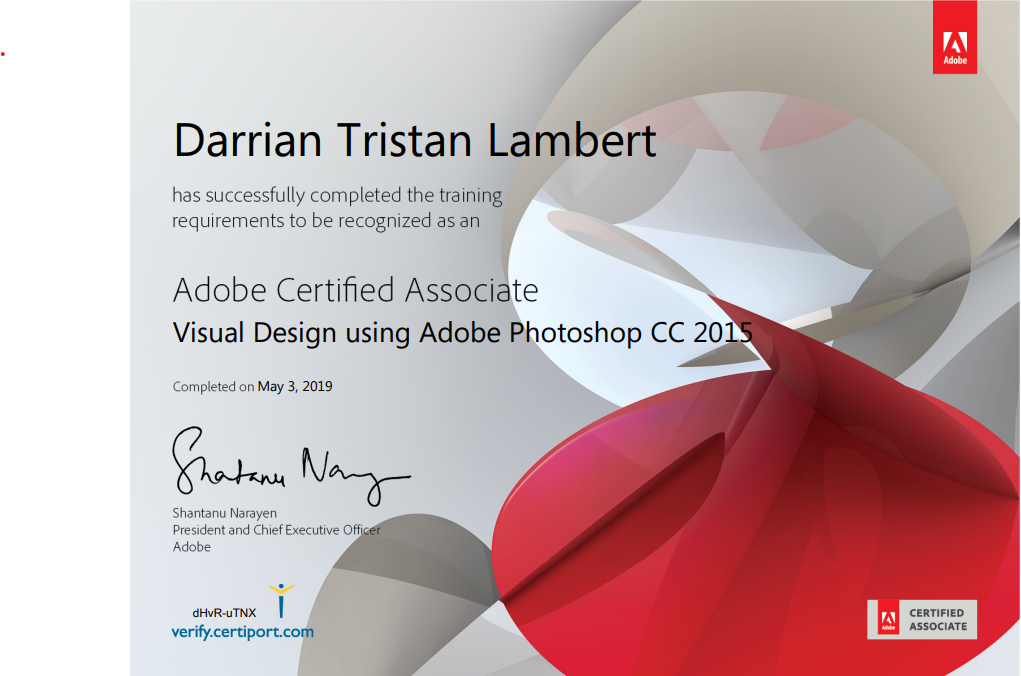 Adobe
Darrian Tristan Lambert
has successfully completed the training
requirements to be recognized as an
Adobe Certified Associate
Visual Design using Adobe Photoshop CC 2015
Completed on May 3, 2019
Shantanu Narayen
Shantanu Narayen
President and Chief Executive Officer
Adobe
dHvR-uTNX
verify.certiport.com
Adobe
CERTIFIED
ASSOCIATE